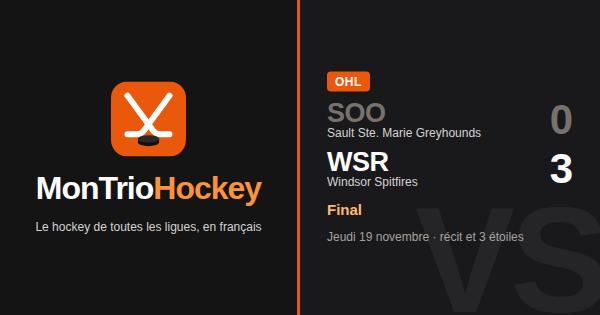 MonTrioHockey
Le hockey de toutes les ligues, en français
OHL
SOO 0
Sault Ste. Marie Greyhounds
WSR 3
Windsor Spitfires
Final
Jeudi 19 novembre · récit et 3 étoiles
VS